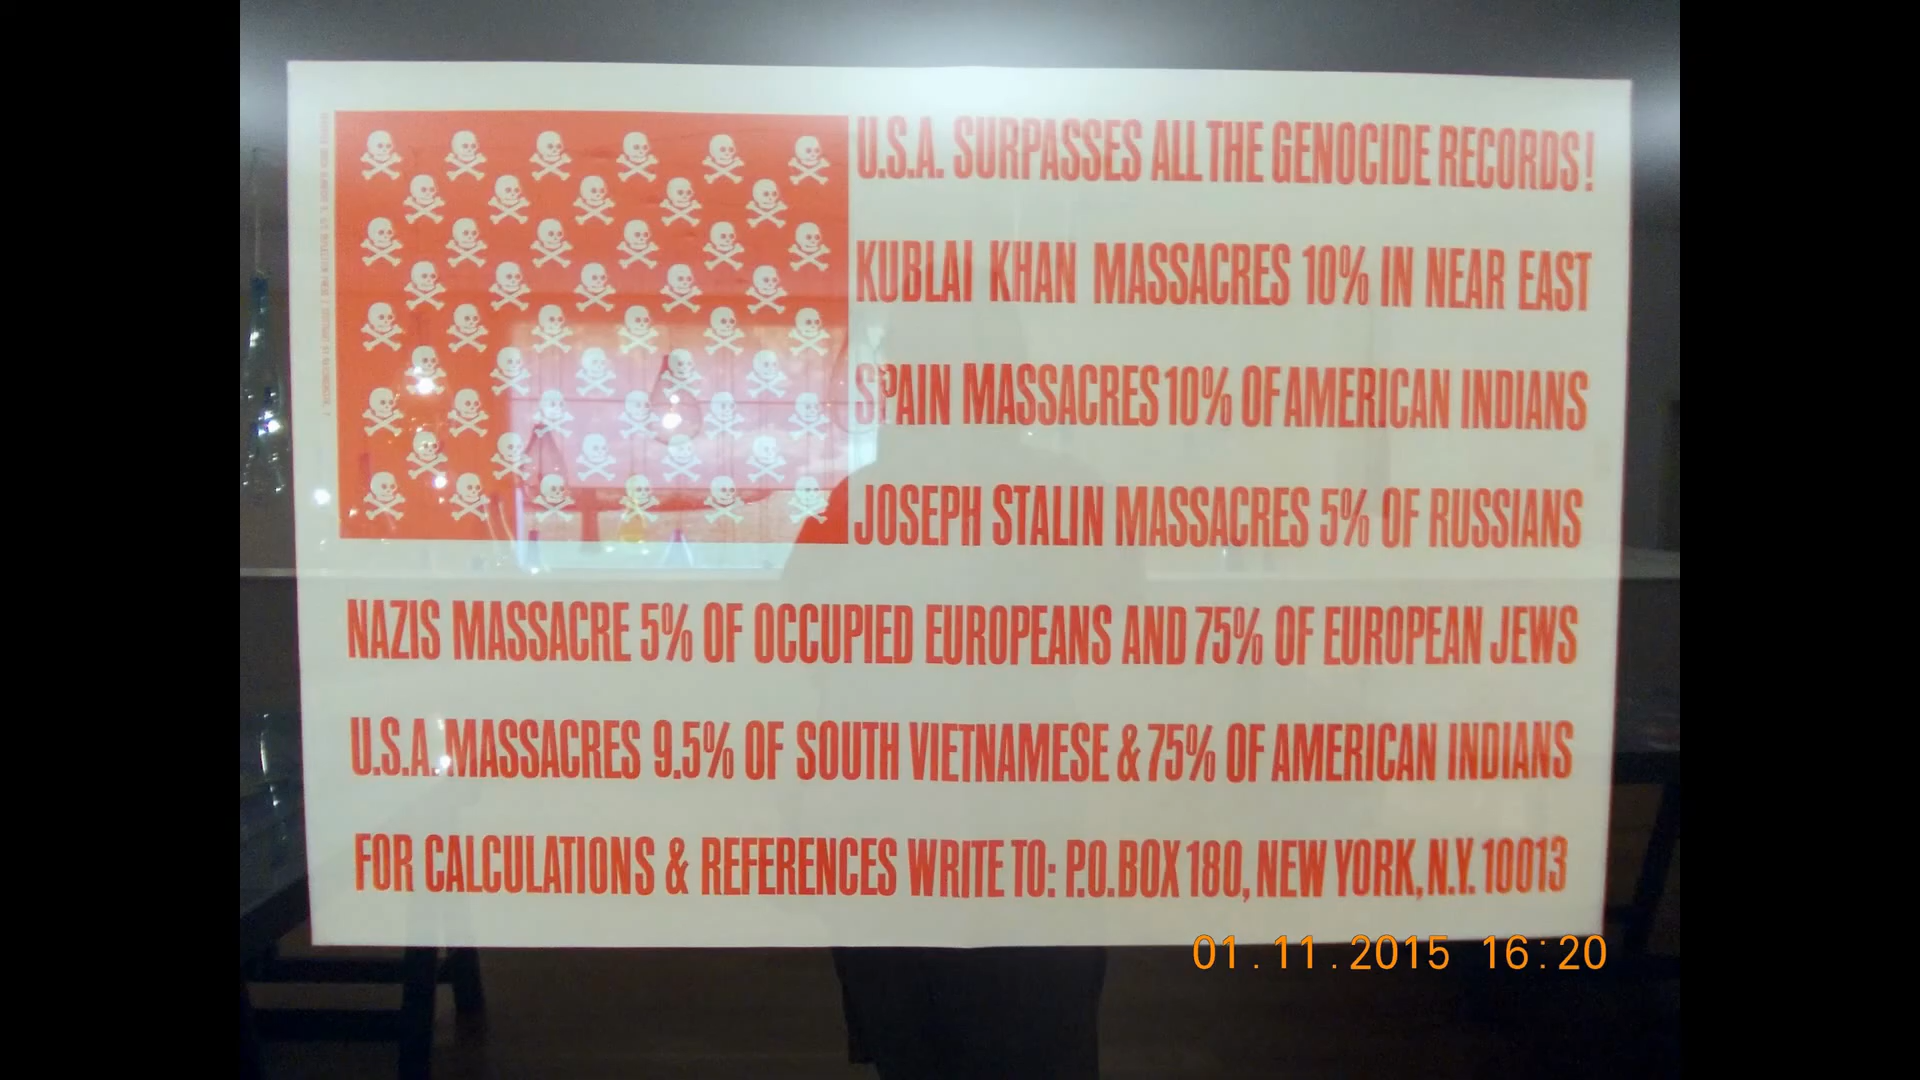 U.S.A. SURPASSES ALL THE GENOCIDE RECORDS!
KUBLAI KHAN MASSACRES 10% IN NEAR EAST
SPAIN MASSACRES 10% OF AMERICAN INDIANS
JOSEPH STALIN MASSACRES 5% OF RUSSIANS
NAZIS MASSACRE 5% OF OCCUPIED EUROPEANS AND 75% OF EUROPEAN JEWS
U.S.A. MASSACRES 9.5% OF SOUTH VIETNAMESE & 75% OF AMERICAN INDIANS
FOR CALCULATIONS & REFERENCES WRITE TO: P.O. BOX 180, NEW YORK, N.Y. 10013
01.11.2015 16:20